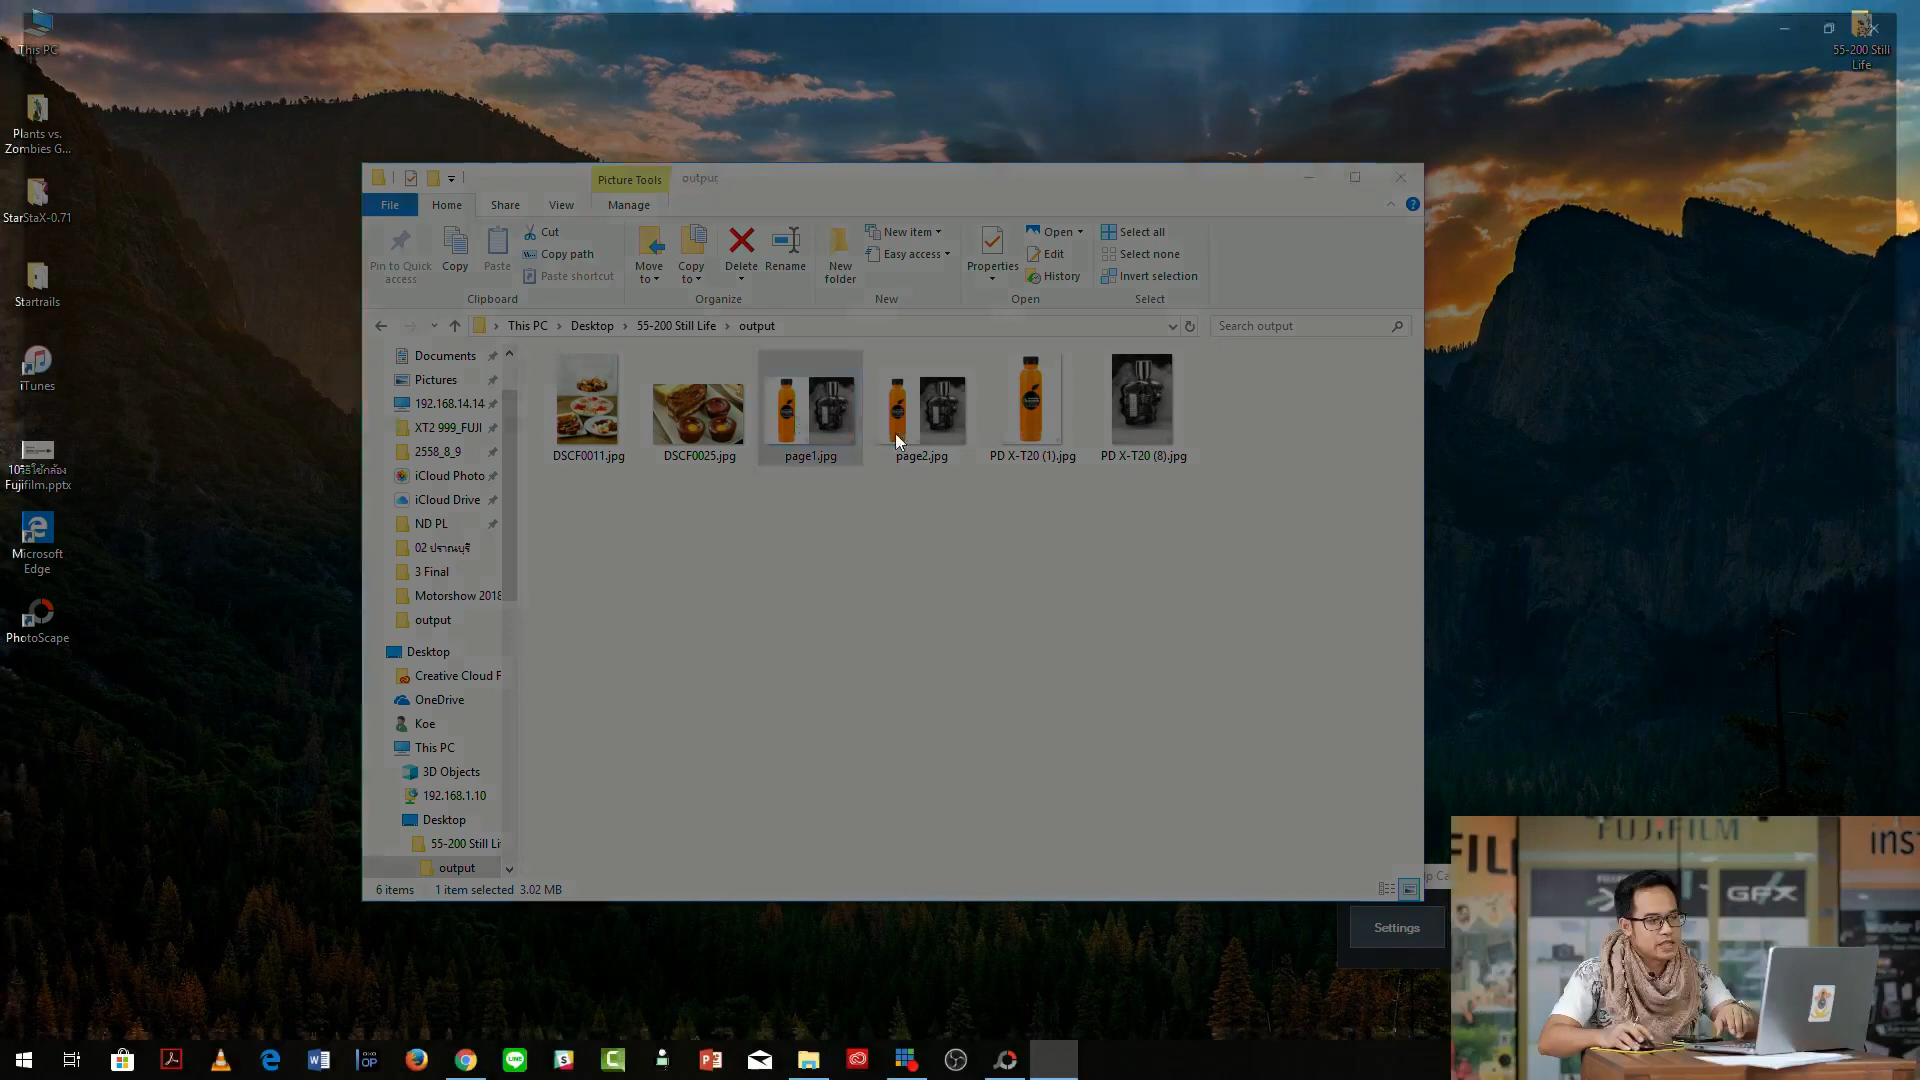 This PC
Plants vs.
Zombies G...
StarStaX-0.71
Startrails
iTunes
10วิธีใช้กล้อง
Fujifilm.pptx
Microsoft
Edge
PhotoScape
55-200 Still
Life
Picture Tools
output
File
Home
Share
View
Manage
Pin to Quick
access
Copy
Paste
Cut
Copy path
Paste shortcut
Clipboard
Move
to
Copy
to
Delete
Rename
Organize
New
folder
New item
Easy access
New
Properties
Open
Edit
History
Open
Select all
Select none
Invert selection
Select
This PC
Desktop
55-200 Still Life
output
Search output
Documents
Pictures
192.168.14.14
XT2 999_FUJI
2558_8_9
iCloud Photo
iCloud Drive
ND PL
02 ปราณบุรี
3 Final
Motorshow 2018
output
Desktop
Creative Cloud F
OneDrive
Koe
This PC
3D Objects
192.168.1.10
Desktop
55-200 Still Li
output
DSCF0011.jpg
DSCF0025.jpg
page1.jpg
page2.jpg
PD X-T20 (1).jpg
PD X-T20 (8).jpg
6 items
1 item selected 3.02 MB
Settings
FUJIFILM
FIL
GFX
INS